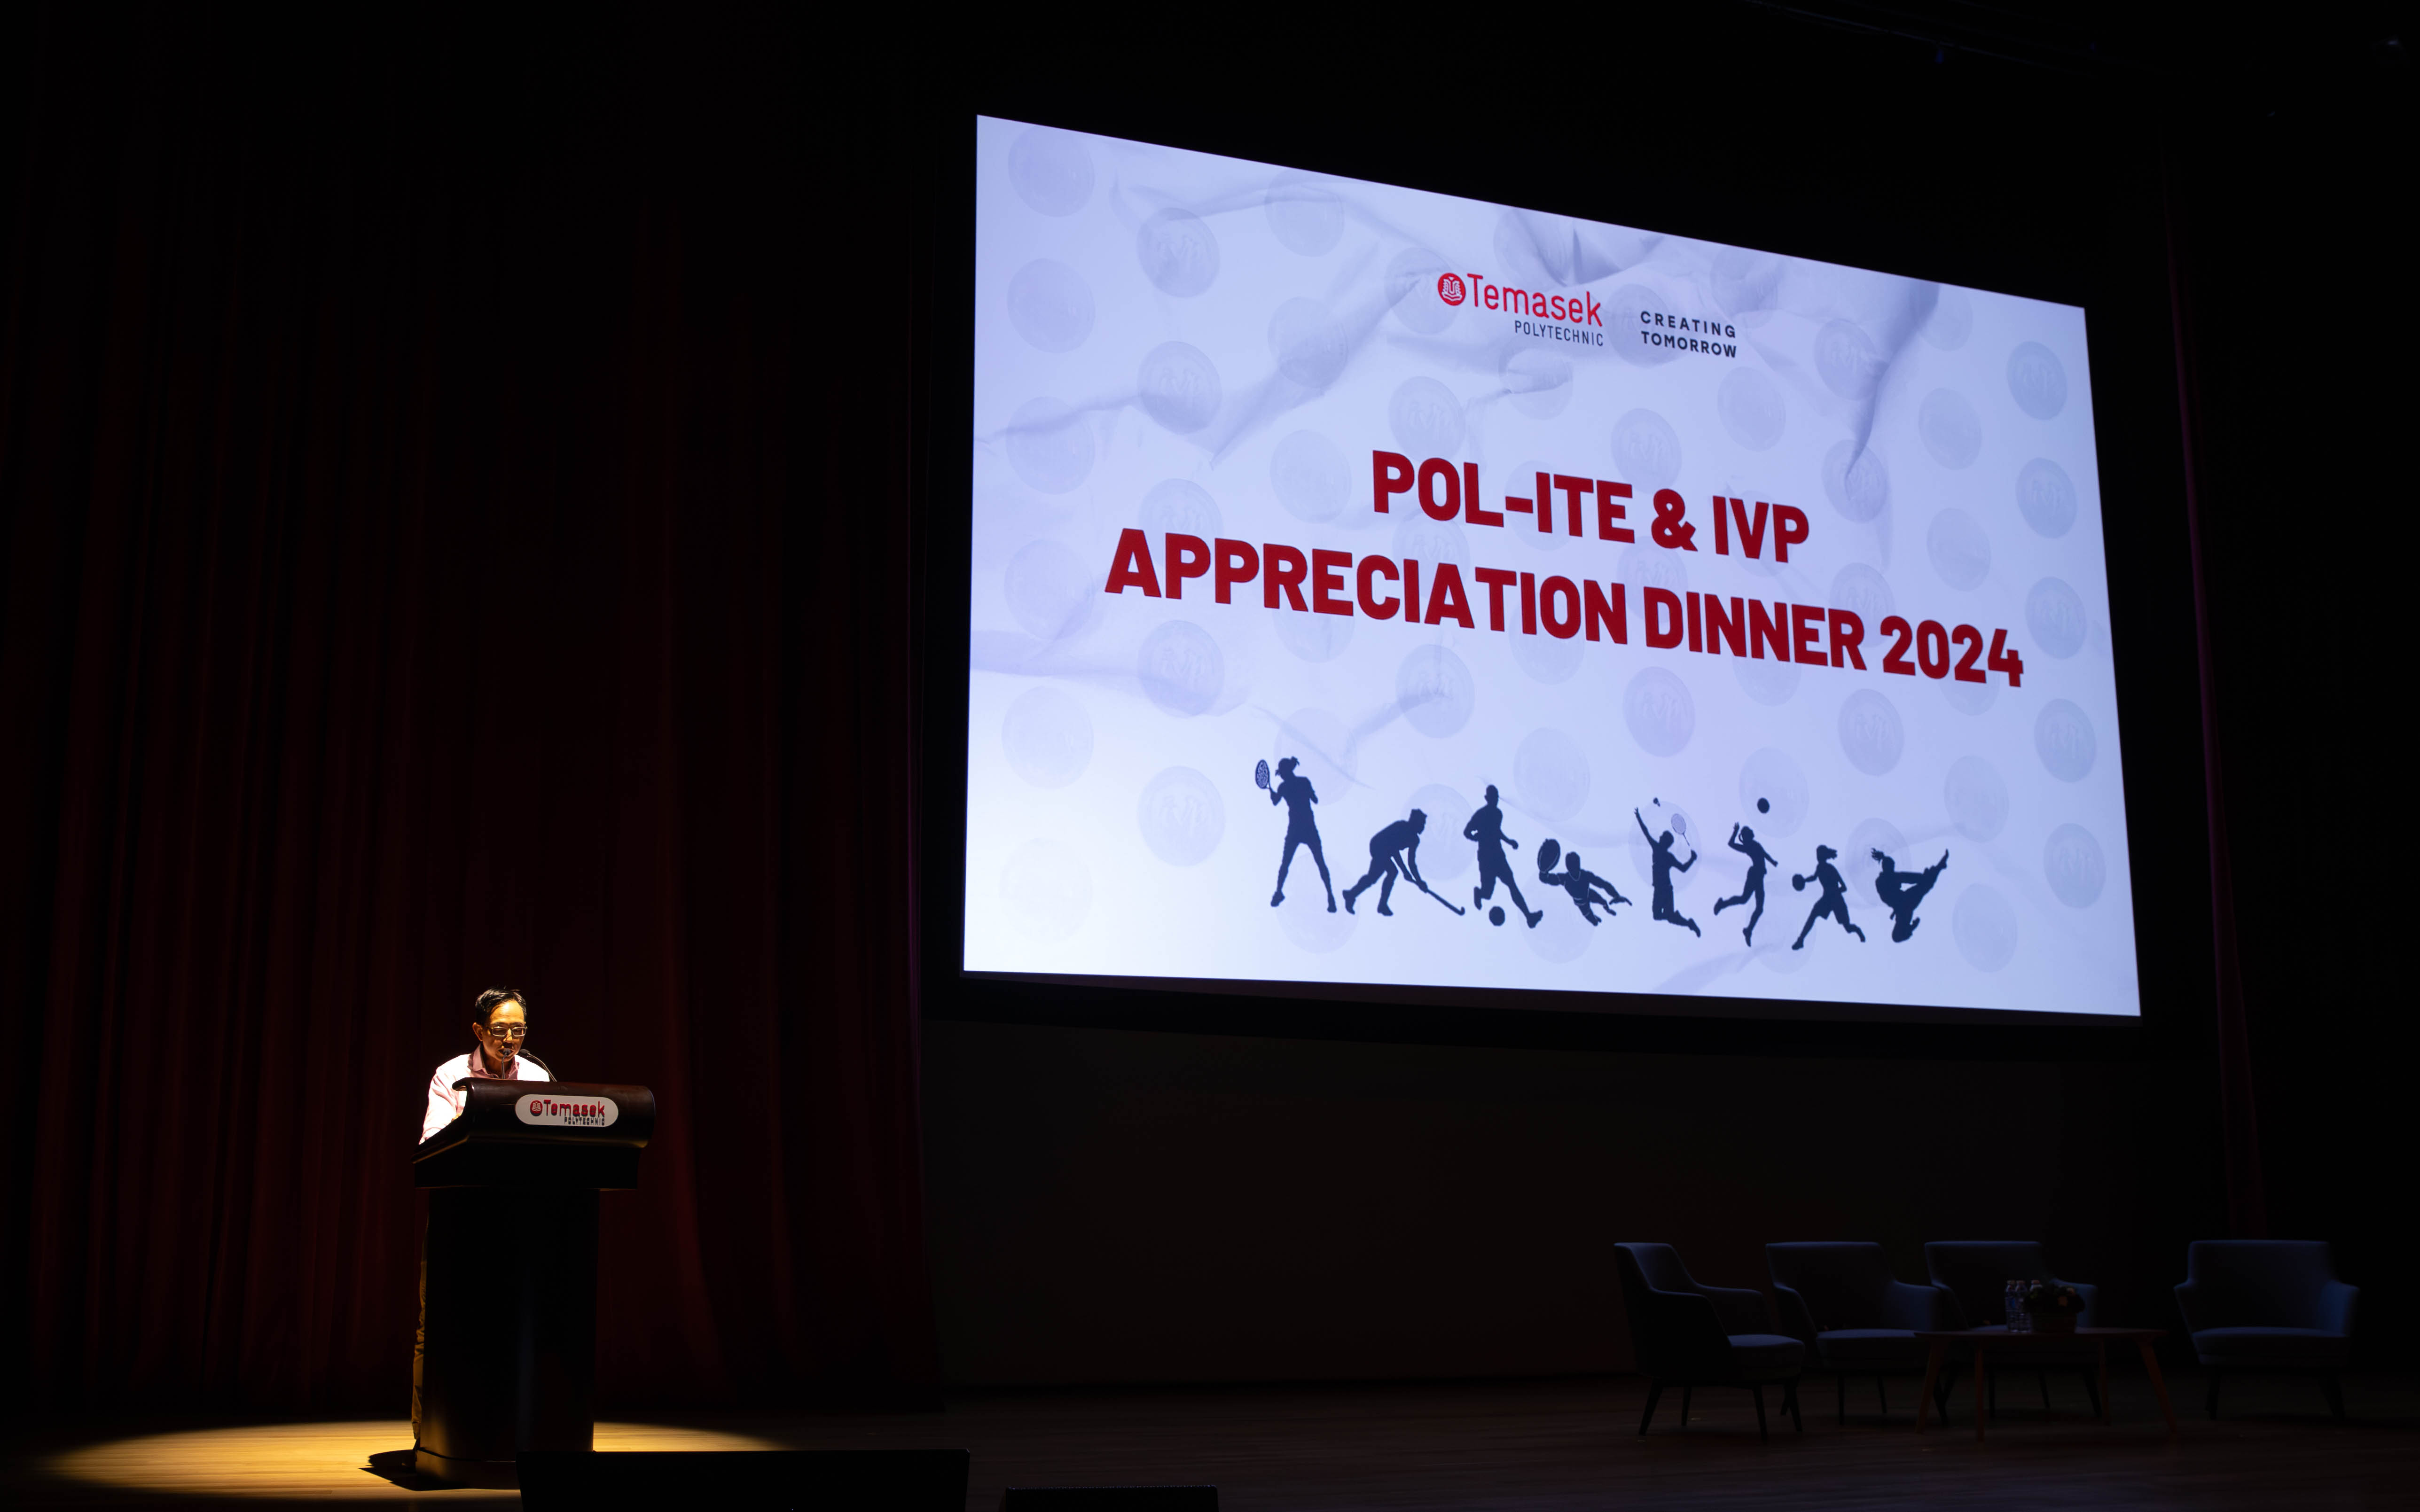 Temasek
POLYTECHNIC
CREATING
TOMORROW
POL-ITE & IVP
APPRECIATION DINNER 2024
Temasek
POLYTECHNIC